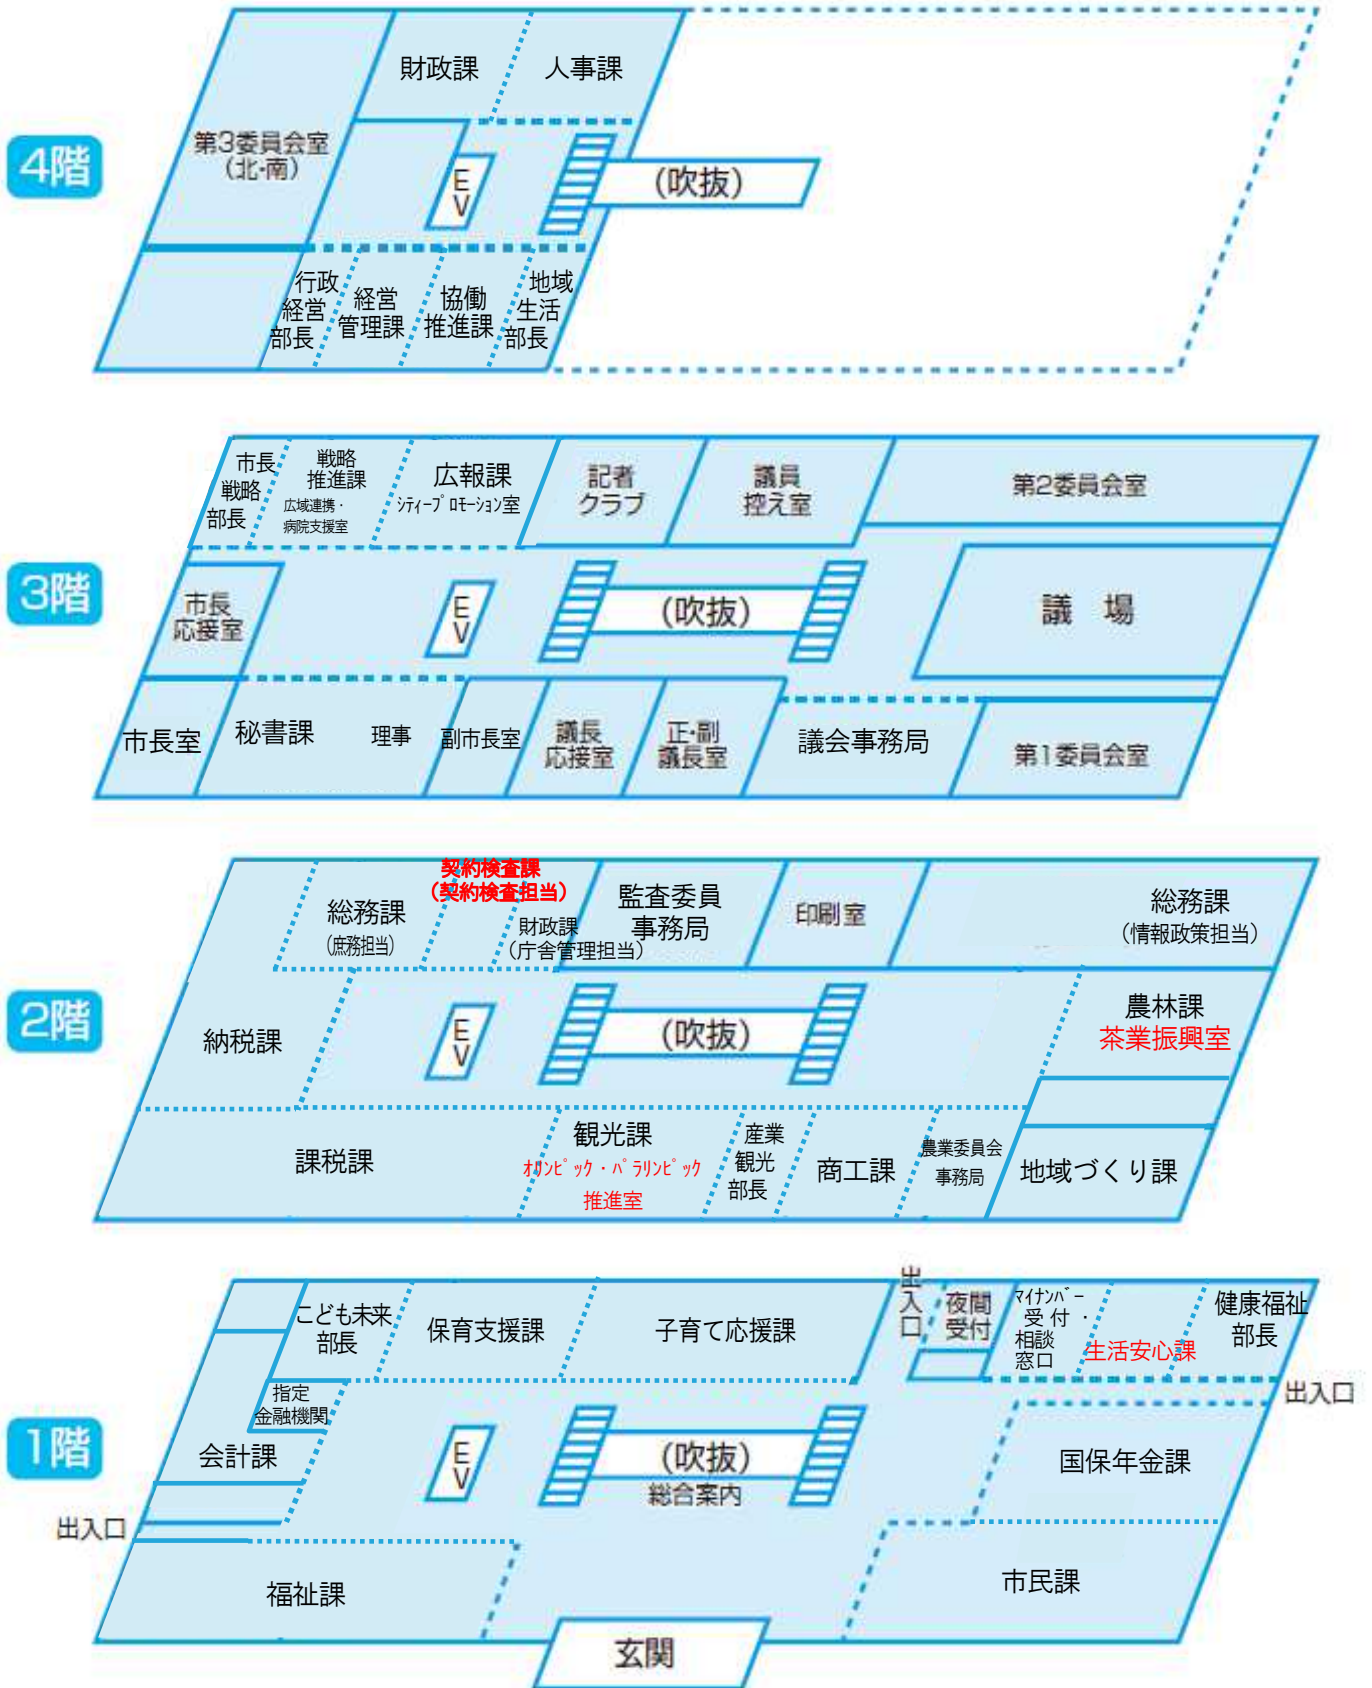 4階
財政課
人事課
第3委員会室
(北・南)
EV
(吹抜)
行政
経営
部長
経営
管理課
協働
推進課
地域
生活
部長
3階
市長
戦略
部長
戦略
推進課
広域連携・
病院支援室
広報課
シティープロモーション室
記者
クラブ
議員
控え室
第2委員会室
市長
応接室
EV
(吹抜)
議 場
市長室
秘書課
理事
副市長室
議長
応接室
正・副
議長室
議会事務局
第1委員会室
2階
総務課
(庶務担当)
契約検査課
(契約検査担当)
財政課
(庁舎管理担当)
監査委員
事務局
印刷室
総務課
(情報政策担当)
納税課
EV
(吹抜)
農林課
茶業振興室
課税課
観光課
オリンピック・パラリンピック
推進室
産業
観光
部長
商工課
農業委員会
事務局
地域づくり課
1階
こども未来
部長
保育支援課
子育て応援課
出入口
夜間
受付
マイナンバー
受付・
相談
窓口
生活安心課
健康福祉
部長
出入口
指定
金融機関
会計課
EV
(吹抜)
総合案内
国保年金課
出入口
福祉課
市民課
玄関